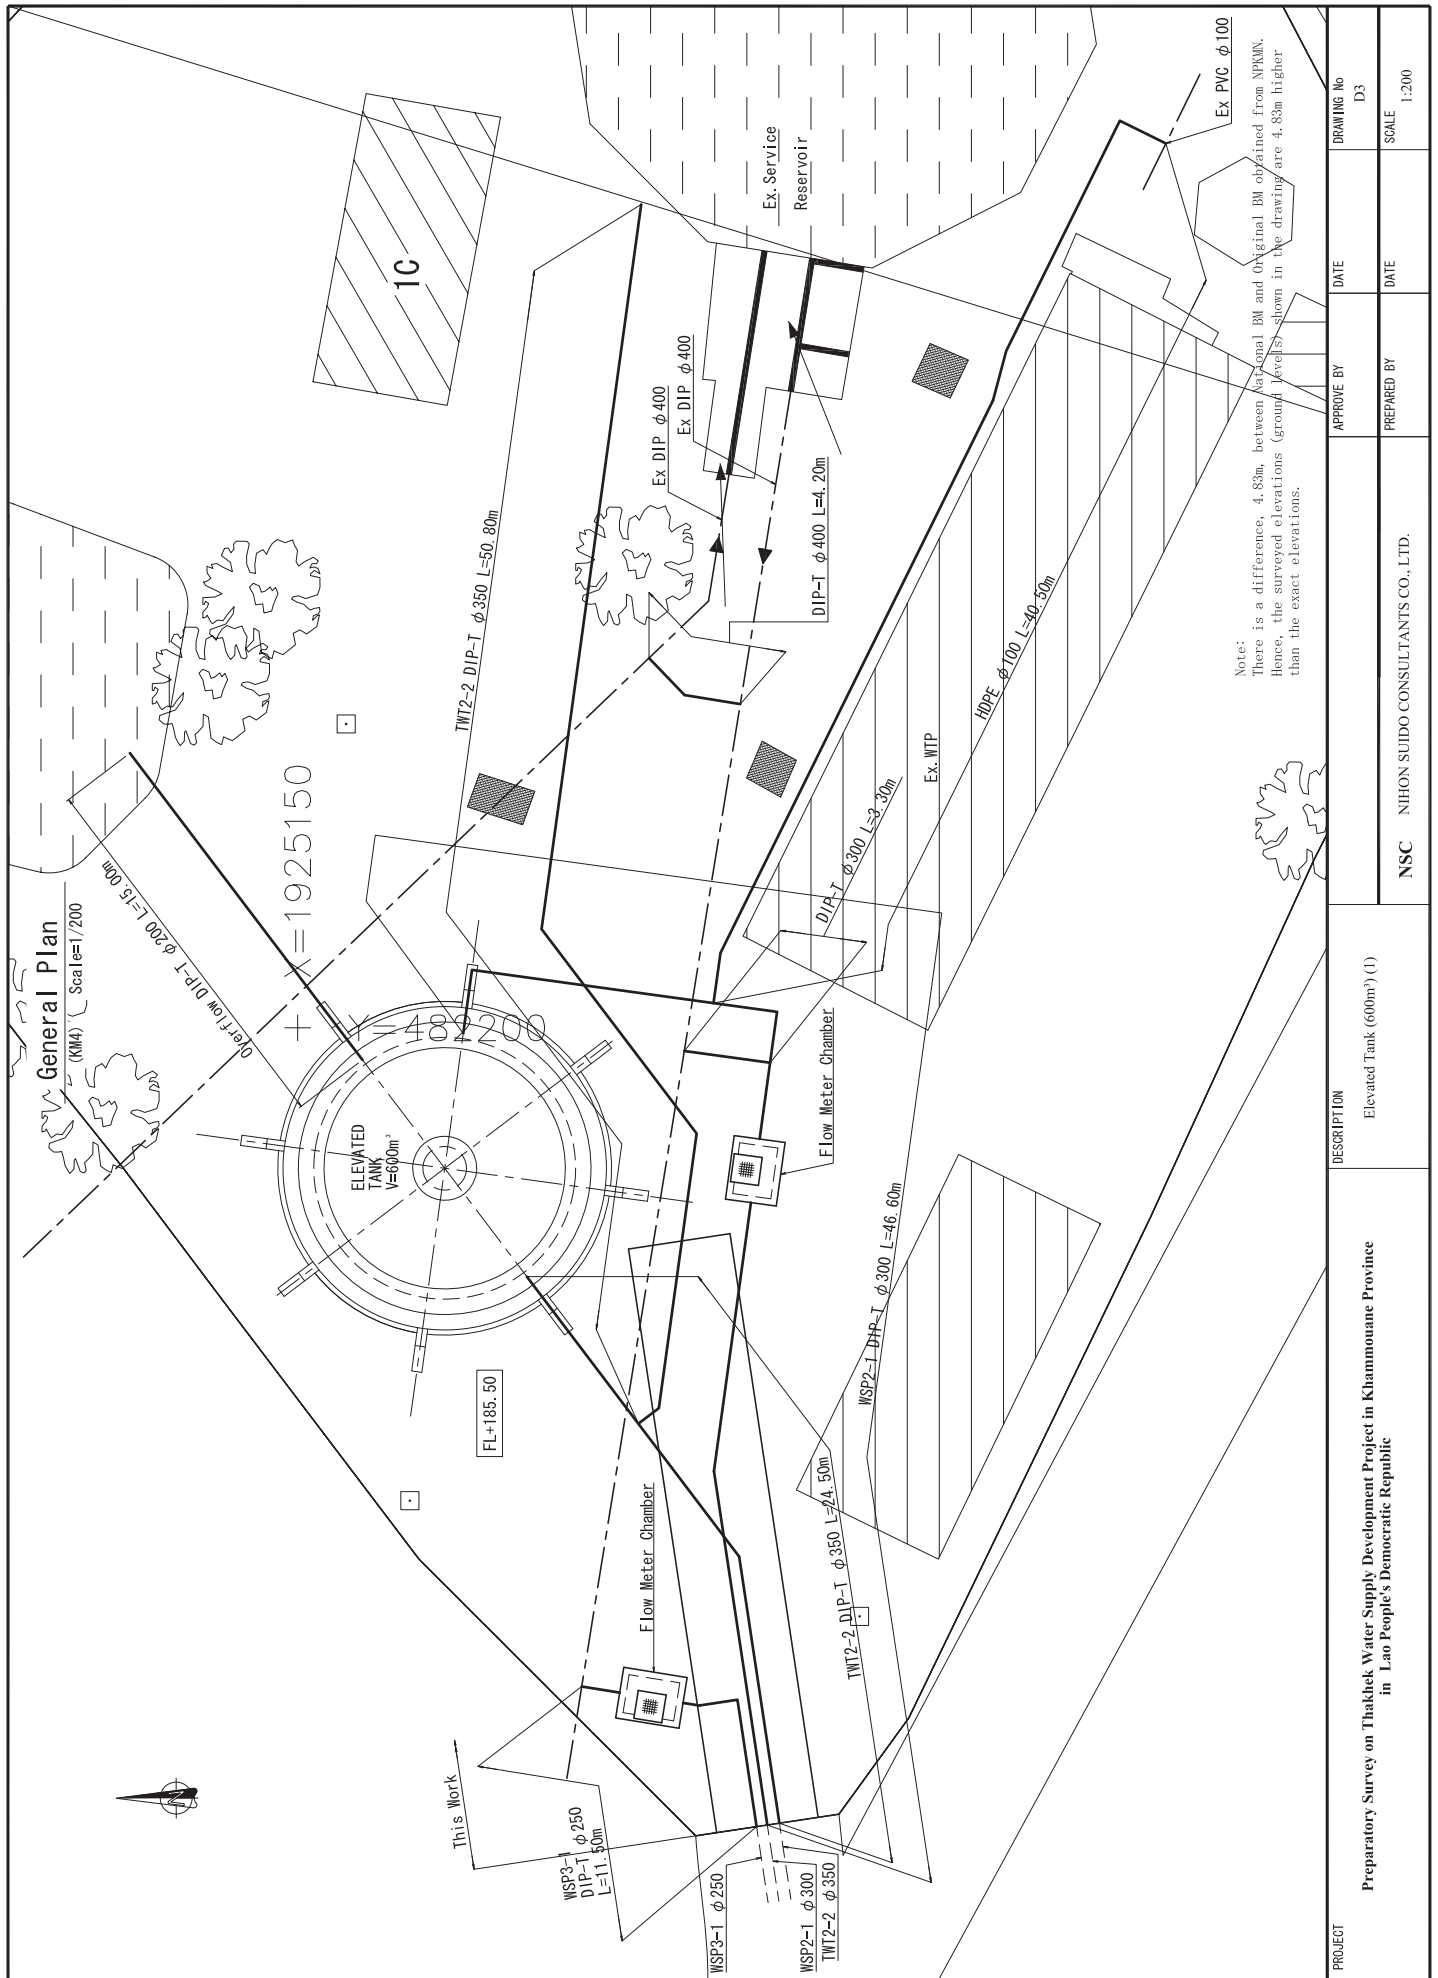 General Plan
(KM4) Scale=1/200
Overflow DIP-T φ200 L=15.00m
X=1925150
Y=482200
1C
TWT2-2 DIP-T φ350 L=50.80m
Ex DIP φ400
Ex DIP φ400
Ex. Service
Reservoir
Ex PVC φ100
DIP-T φ400 L=4.20m
ELEVATED
TANK
V=600m³
FL+185.50
DIP-T φ300 L=3.30m
Ex. WTP
HDPE φ100 L=40.50m
Flow Meter Chamber
WSP2-1 DIP-T φ300 L=46.60m
Flow Meter Chamber
TWT2-2 DIP-T φ350 L=24.50m
N
This Work
WSP3-1 φ250
DIP-T
L=11.50m
WSP3-1 φ250
WSP2-1 φ300
TWT2-2 φ350
Note:
There is a difference, 4.83m, between National BM and Original BM obtained from NPKMN.
Hence, the surveyed elevations (ground levels) shown in the drawing are 4.83m higher
than the exact elevations.
PROJECT
Preparatory Survey on Thakhek Water Supply Development Project in Khammouane Province
in Lao People's Democratic Republic
DESCRIPTION
Elevated Tank (600m³) (1)
NSC NIHON SUIDO CONSULTANTS CO., LTD.
APPROVE BY
DATE
DRAWING No
D3
PREPARED BY
DATE
SCALE
1:200